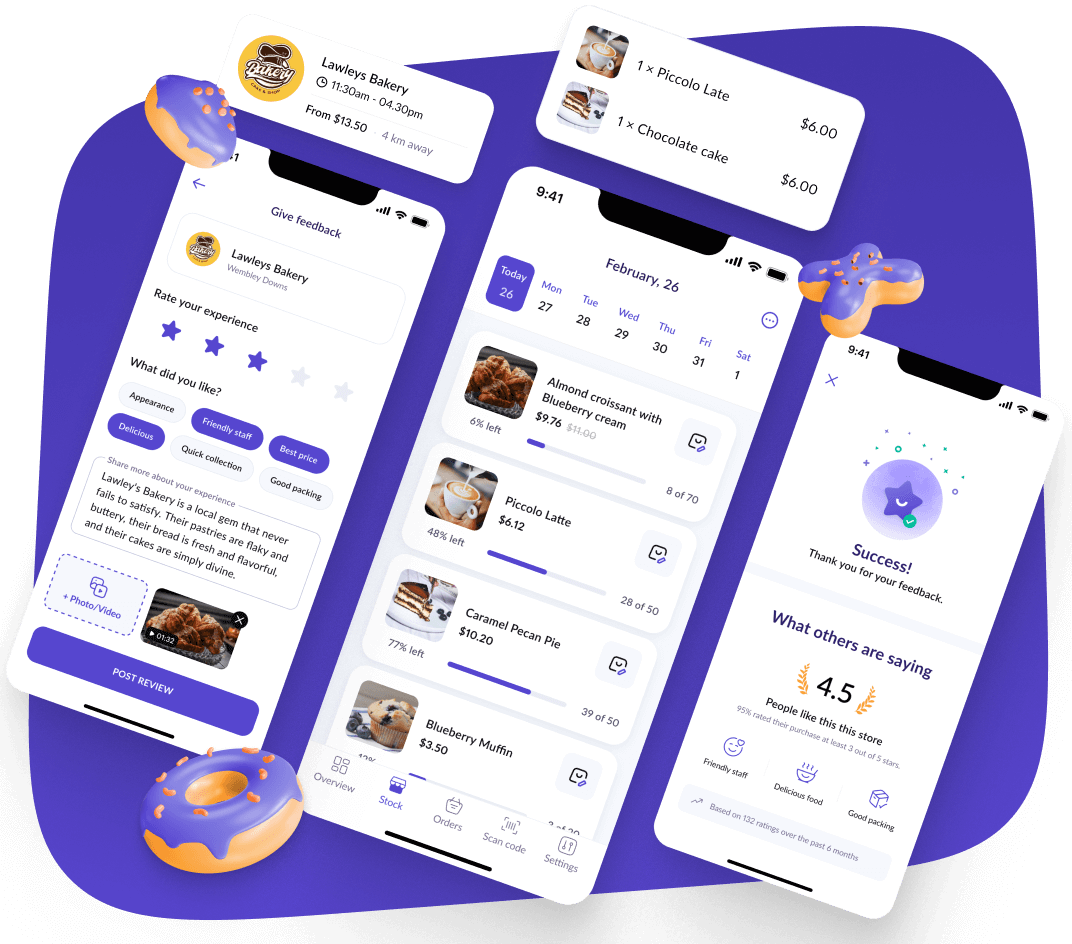 Bakery
CAKE & SHOW
Lawleys Bakery
11:30am - 04.30pm
From $13.50
4 km away
1 × Piccolo Late
$6.00
1 × Chocolate cake
$6.00
41
Give feedback
Bakery
Lawleys Bakery
Wembley Downs
Rate your experience
What did you like?
Appearance
Friendly staff
Best price
Delicious
Quick collection
Good packing
Share more about your experience
Lawley's Bakery is a local gem that never
fails to satisfy. Their pastries are flaky and
buttery, their bread is fresh and flavorful,
and their cakes are simply divine.
+ Photo/Video
01:32
POST REVIEW
9:41
February, 26
Today Mon Tue Wed Thu Fri Sat
26 27 28 29 30 31 1
Almond croissant with
Blueberry cream
$9.76 $11.00
6% left
8 of 70
Piccolo Latte
$6.12
48% left
28 of 50
Caramel Pecan Pie
$10.20
77% left
39 of 50
Blueberry Muffin
$3.50
Overview
Stock
Orders
Scan code
Settings
9:41
Success!
Thank you for your feedback.
What others are saying
4.5
People like this this store
95% rated their purchase at least 3 out of 5 stars.
Friendly staff
Delicious food
Good packing
Based on 132 ratings over the past 6 months